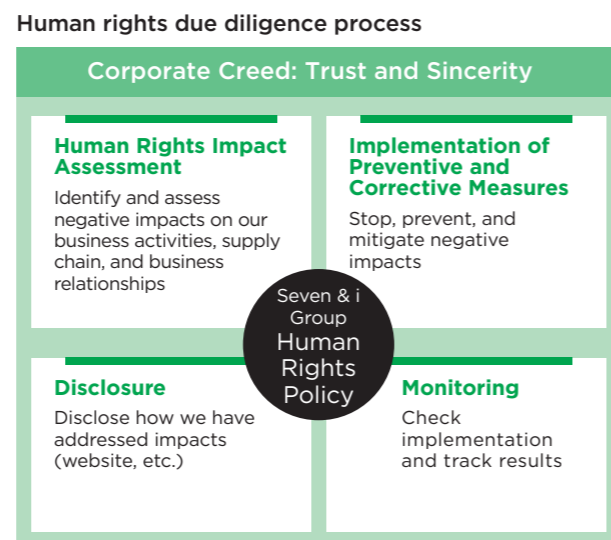 Human rights due diligence process
Corporate Creed: Trust and Sincerity
Human Rights Impact
Assessment
Identify and assess
negative impacts on our
business activities, supply
chain, and business
relationships
Implementation of
Preventive and
Corrective Measures
Stop, prevent, and
mitigate negative
impacts
Seven & i
Group
Human
Rights
Policy
Disclosure
Disclose how we have
addressed impacts
(website, etc.)
Monitoring
Check
implementation
and track results